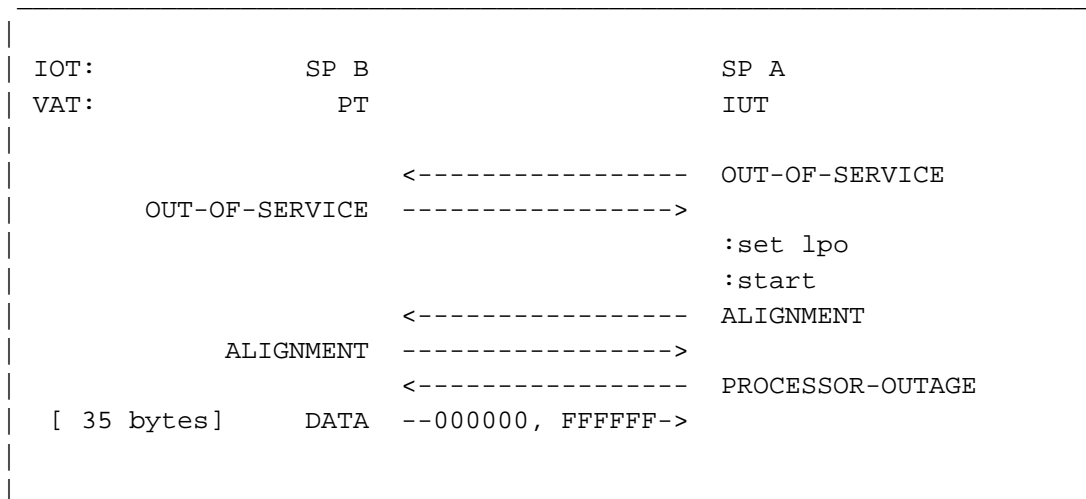 IOT: SP B SP A
VAT: PT IUT
<----------------- OUT-OF-SERVICE
OUT-OF-SERVICE ----------------->
:set lpo
:start
<----------------- ALIGNMENT
ALIGNMENT ----------------->
<----------------- PROCESSOR-OUTAGE
[ 35 bytes] DATA --000000, FFFFFF->